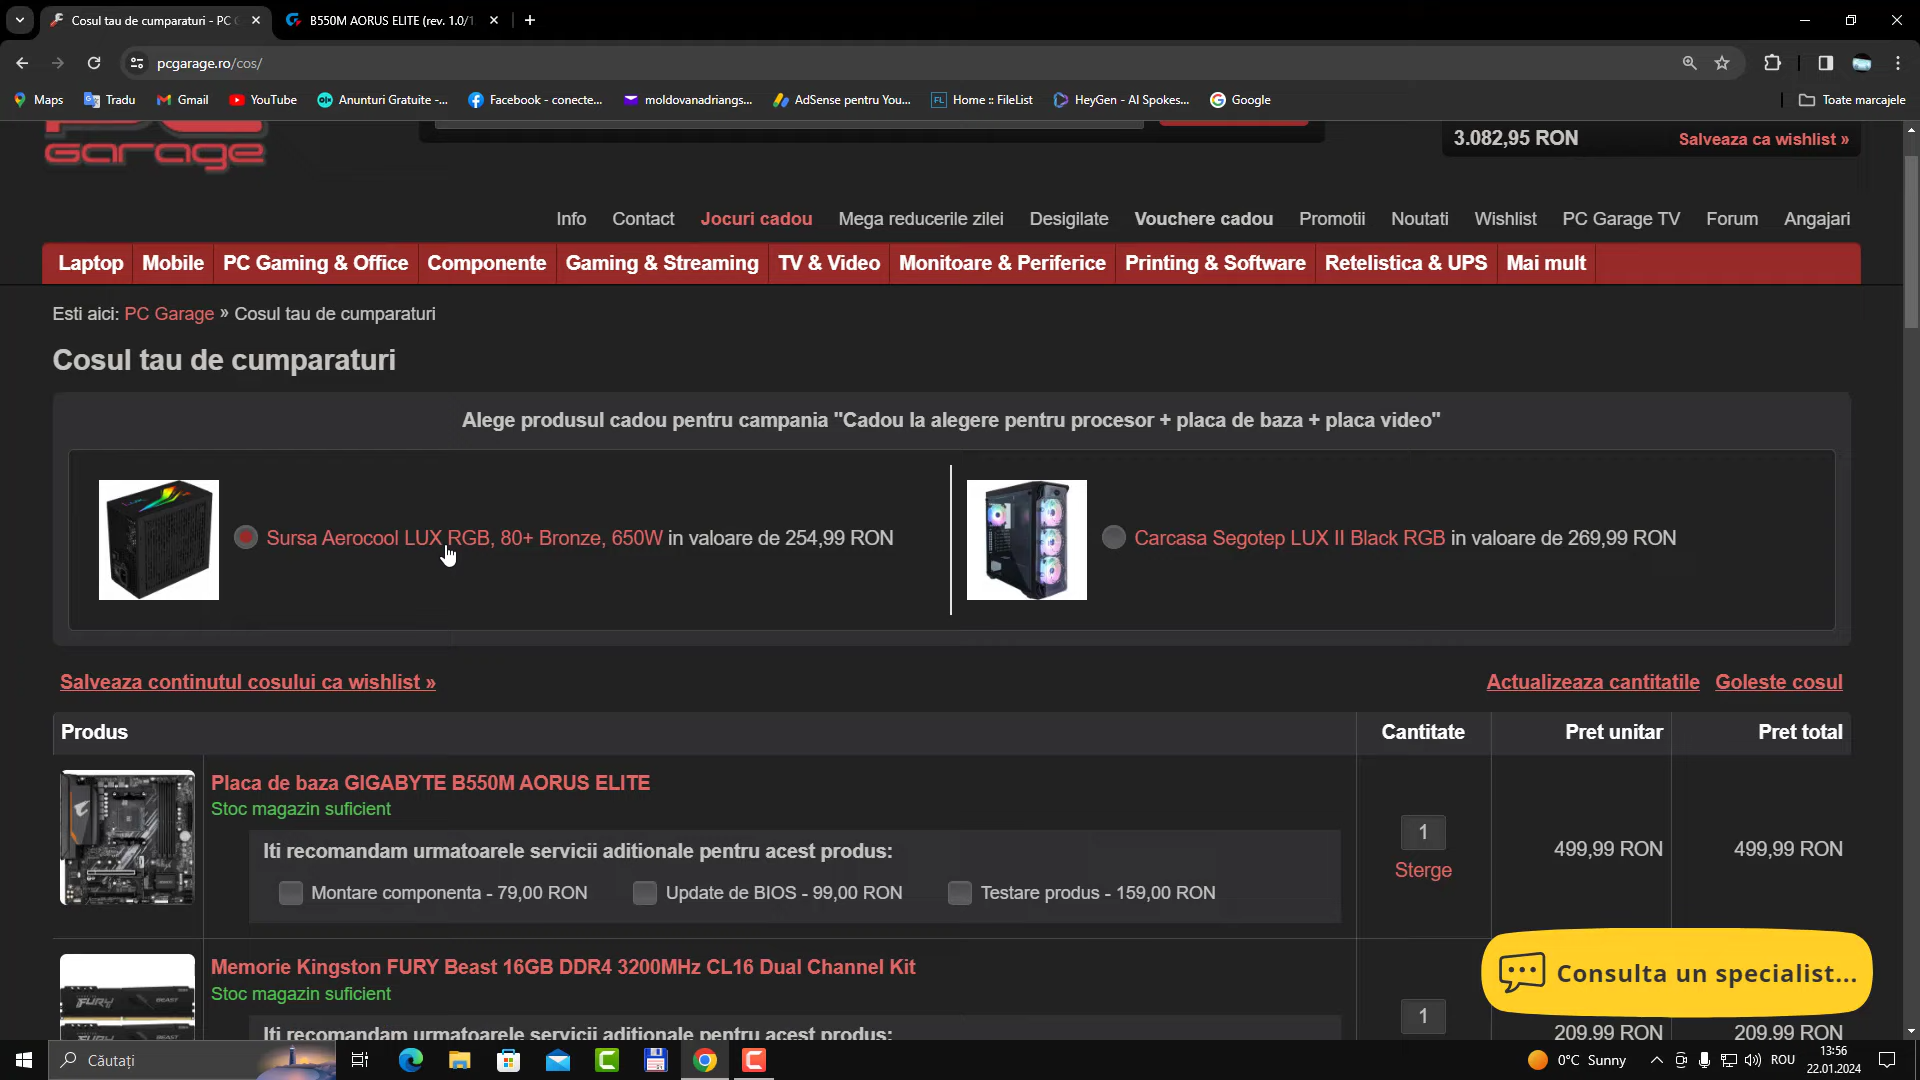 Cosul tau de cumparaturi - PC G
B550M AORUS ELITE (rev. 1.0/1
pcgarage.ro/cos/
Maps
Tradu
Gmail
YouTube
Anunturi Gratuite -...
Facebook - conecte...
moldovanadriangs...
AdSense pentru You...
FL
Home :: FileList
HeyGen - AI Spokes...
Google
Toate marcajele
Garage
3.082,95 RON
Salveaza ca wishlist »
Info
Contact
Jocuri cadou
Mega reducerile zilei
Desigilate
Vouchere cadou
Promotii
Noutati
Wishlist
PC Garage TV
Forum
Angajari
Laptop
Mobile
PC Gaming & Office
Componente
Gaming & Streaming
TV & Video
Monitoare & Periferice
Printing & Software
Retelistica & UPS
Mai mult
Esti aici: PC Garage » Cosul tau de cumparaturi
Cosul tau de cumparaturi
Alege produsul cadou pentru campania "Cadou la alegere pentru procesor + placa de baza + placa video"
Sursa Aerocool LUX RGB, 80+ Bronze, 650W in valoare de 254,99 RON
Carcasa Segotep LUX II Black RGB in valoare de 269,99 RON
Salveaza continutul cosului ca wishlist »
Actualizeaza cantitatile
Goleste cosul
Produs
Cantitate
Pret unitar
Pret total
Placa de baza GIGABYTE B550M AORUS ELITE
Stoc magazin suficient
Iti recomandam urmatoarele servicii aditionale pentru acest produs:
Montare componenta - 79,00 RON
Update de BIOS - 99,00 RON
Testare produs - 159,00 RON
1
Sterge
499,99 RON
499,99 RON
Memorie Kingston FURY Beast 16GB DDR4 3200MHz CL16 Dual Channel Kit
Stoc magazin suficient
Iti recomandam urmatoarele servicii aditionale pentru acest produs:
1
209,99 RON
209,99 RON
Consulta un specialist...
Căutați
0°C Sunny
ROU
13:56
22.01.2024